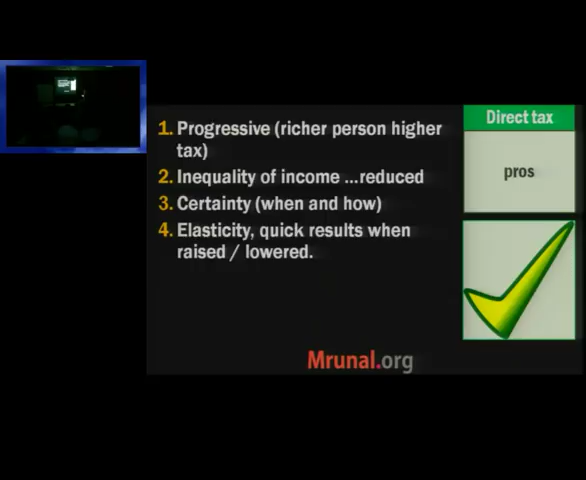 Direct tax
pros
1. Progressive (richer person higher
tax)
2. Inequality of income ...reduced
3. Certainty (when and how)
4. Elasticity, quick results when
raised / lowered.
Mrunal.org